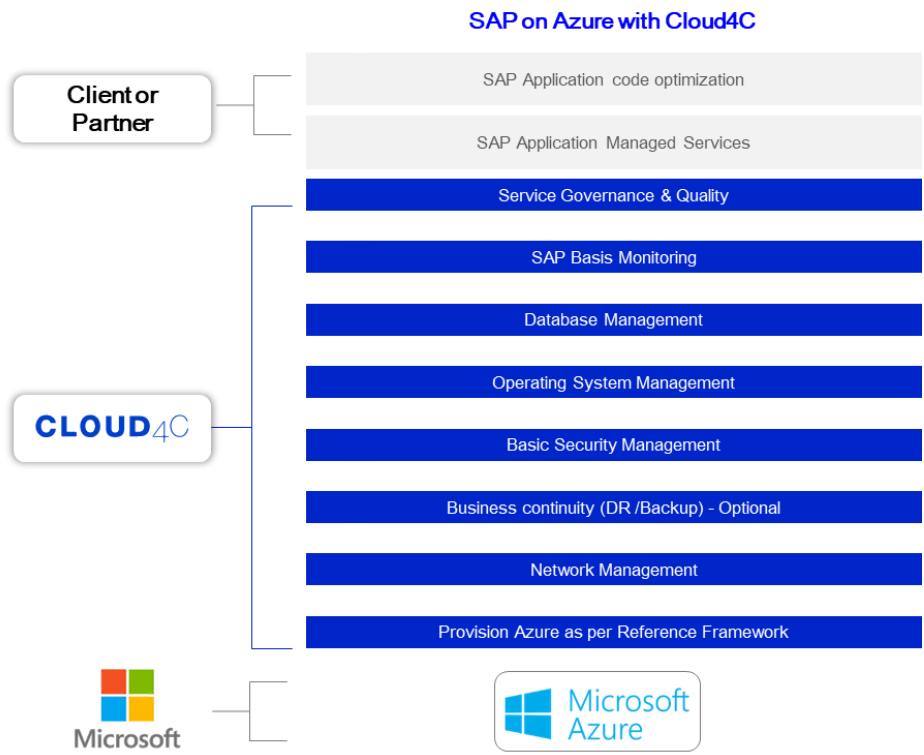 SAP on Azure with Cloud4C
Client or
Partner
SAP Application code optimization
SAP Application Managed Services
CLOUD4C
Service Governance & Quality
SAP Basis Monitoring
Database Management
Operating System Management
Basic Security Management
Business continuity (DR /Backup) - Optional
Network Management
Provision Azure as per Reference Framework
Microsoft
Microsoft
Azure